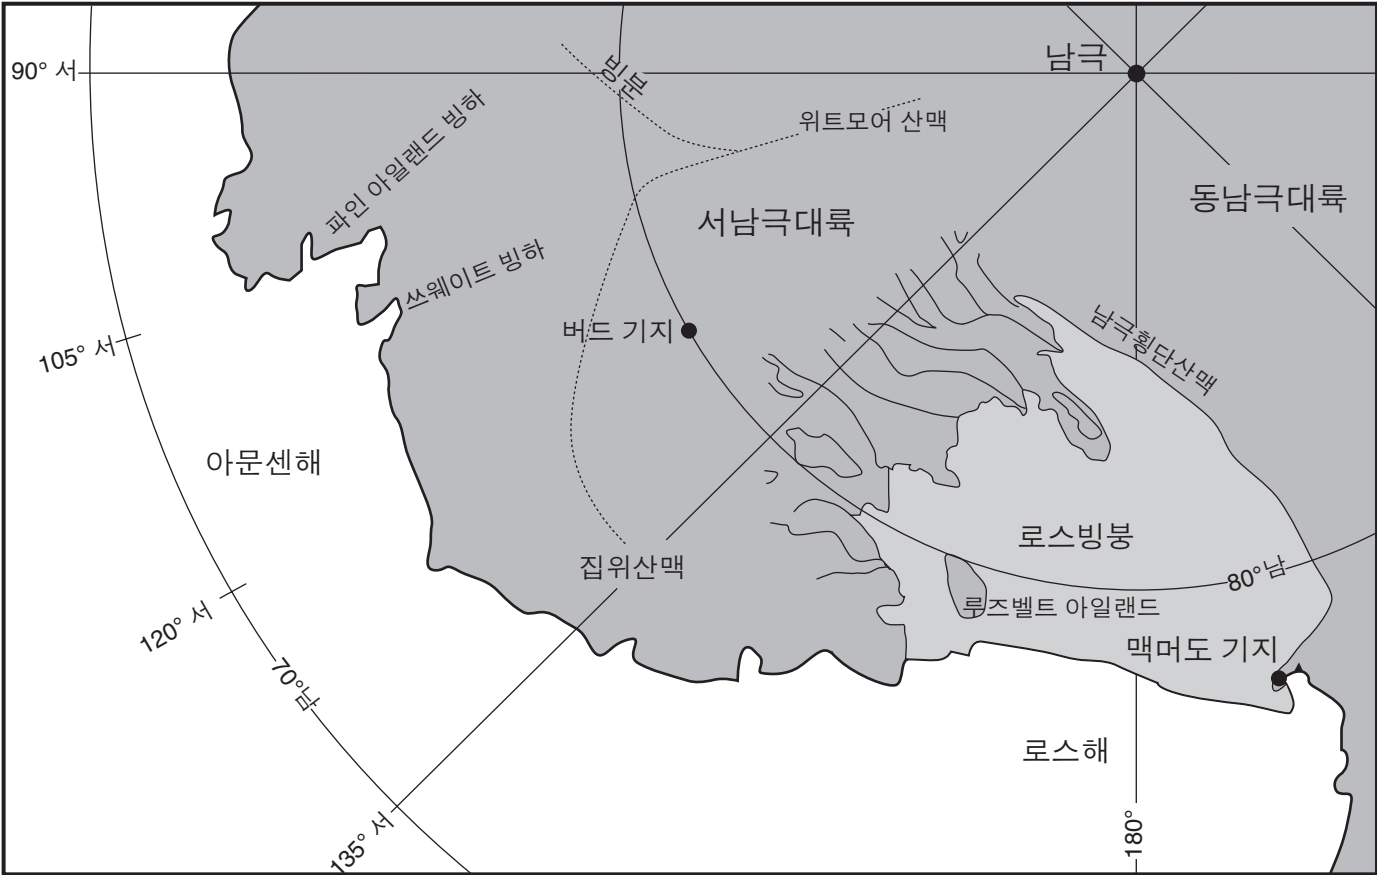 남극
90° 서
빙분
파인 아일랜드 빙하
위트모어 산맥
동남극대륙
서남극대륙
쓰웨이트 빙하
버드 기지
남극횡단산맥
105° 서
아문센해
로스빙붕
집위산맥
80°남
루즈벨트 아일랜드
120° 서
맥머도 기지
70°남
로스해
135° 서
180°